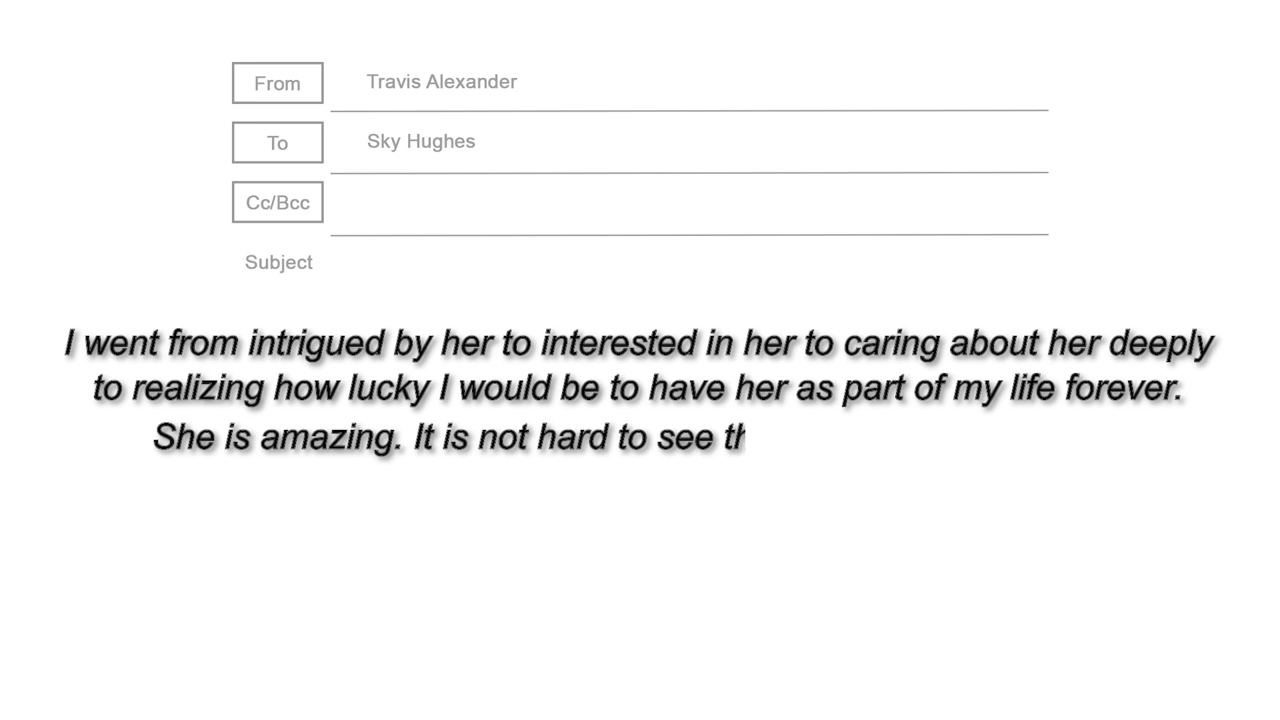 From Travis Alexander
To Sky Hughes
Cc/Bcc
Subject
I went from intrigued by her to interested in her to caring about her deeply
to realizing how lucky I would be to have her as part of my life forever.
She is amazing. It is not hard to see